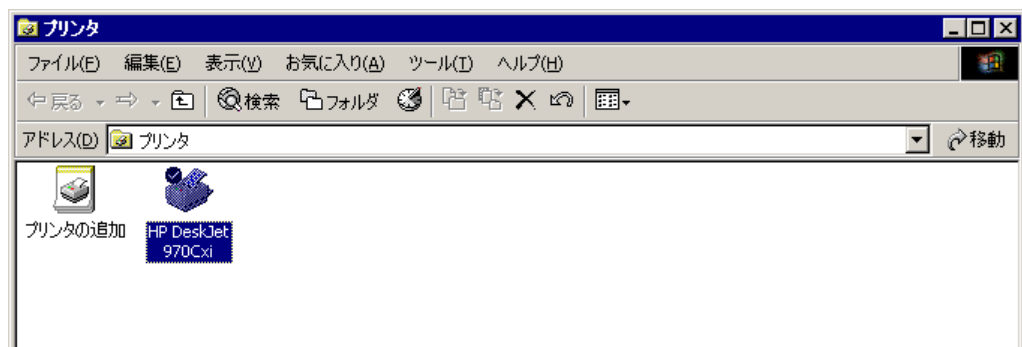 プリンタ
ファイル(F) 編集(E) 表示(V) お気に入り(A) ツール(T) ヘルプ(H)
戻る 検索 フォルダ
アドレス(D) プリンタ 移動
プリンタの追加
HP DeskJet
970Cxi